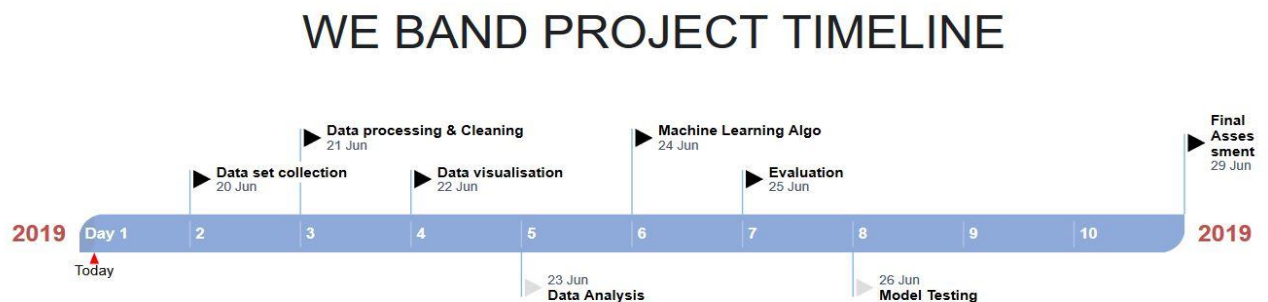 WE BAND PROJECT TIMELINE
Data processing & Cleaning
21 Jun
Machine Learning Algo
24 Jun
Final
Asses
sment
29 Jun
Data set collection
20 Jun
Data visualisation
22 Jun
Evaluation
25 Jun
2019 Day 1 2 3 4 5 6 7 8 9 10 2019
Today
23 Jun
Data Analysis
26 Jun
Model Testing